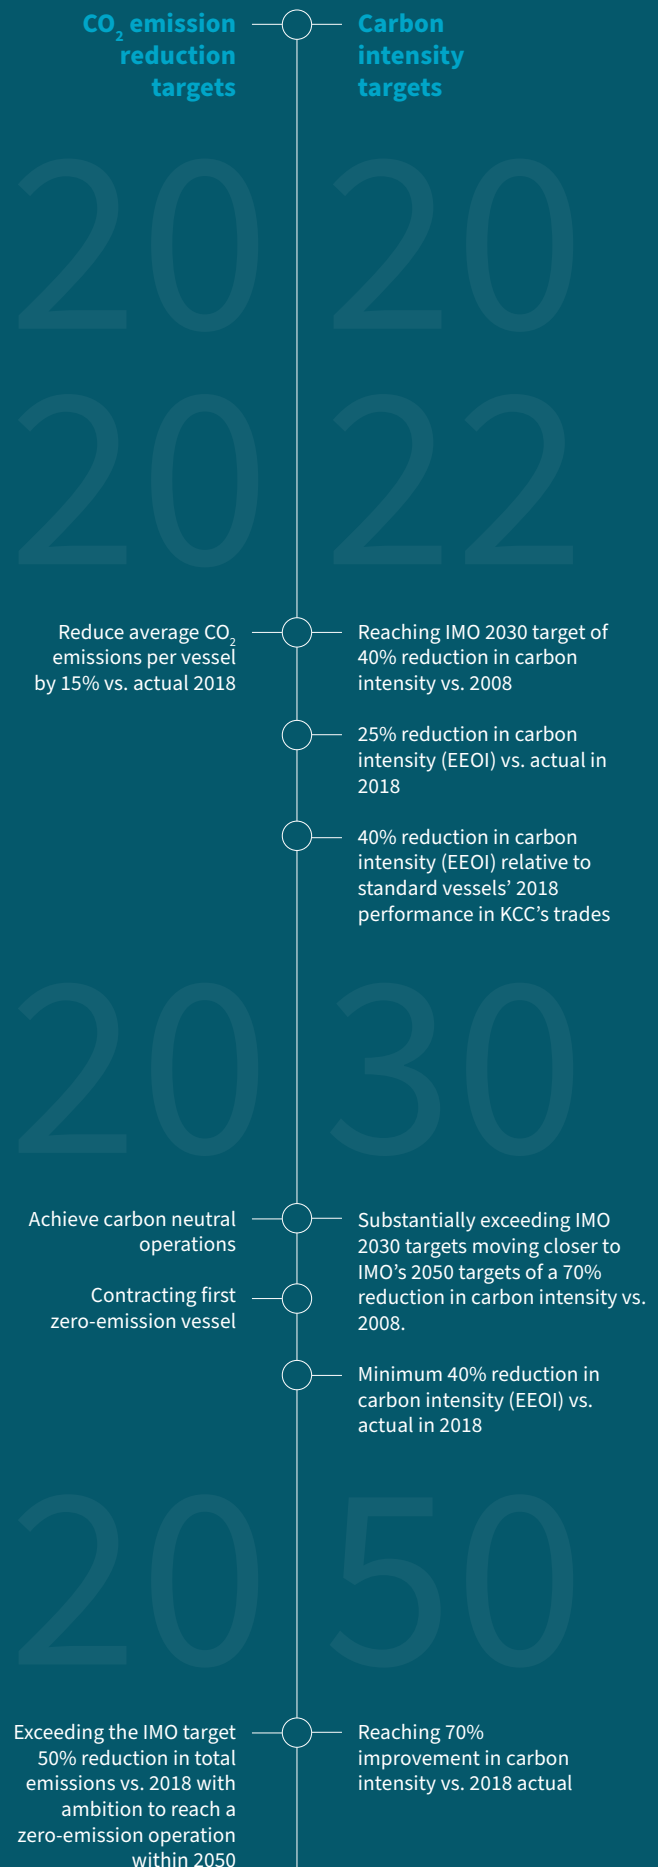 CO₂ emission
reduction
targets
Carbon
intensity
targets
2020
2022
Reduce average CO₂
emissions per vessel
by 15% vs. actual 2018
Reaching IMO 2030 target of
40% reduction in carbon
intensity vs. 2008
25% reduction in carbon
intensity (EEOI) vs. actual in
2018
40% reduction in carbon
intensity (EEOI) relative to
standard vessels’ 2018
performance in KCC’s trades
2030
Achieve carbon neutral
operations
Contracting first
zero-emission vessel
Substantially exceeding IMO
2030 targets moving closer to
IMO’s 2050 targets of a 70%
reduction in carbon intensity vs.
2008.
Minimum 40% reduction in
carbon intensity (EEOI) vs.
actual in 2018
2050
Exceeding the IMO target
50% reduction in total
emissions vs. 2018 with
ambition to reach a
zero-emission operation
within 2050
Reaching 70%
improvement in carbon
intensity vs. 2018 actual